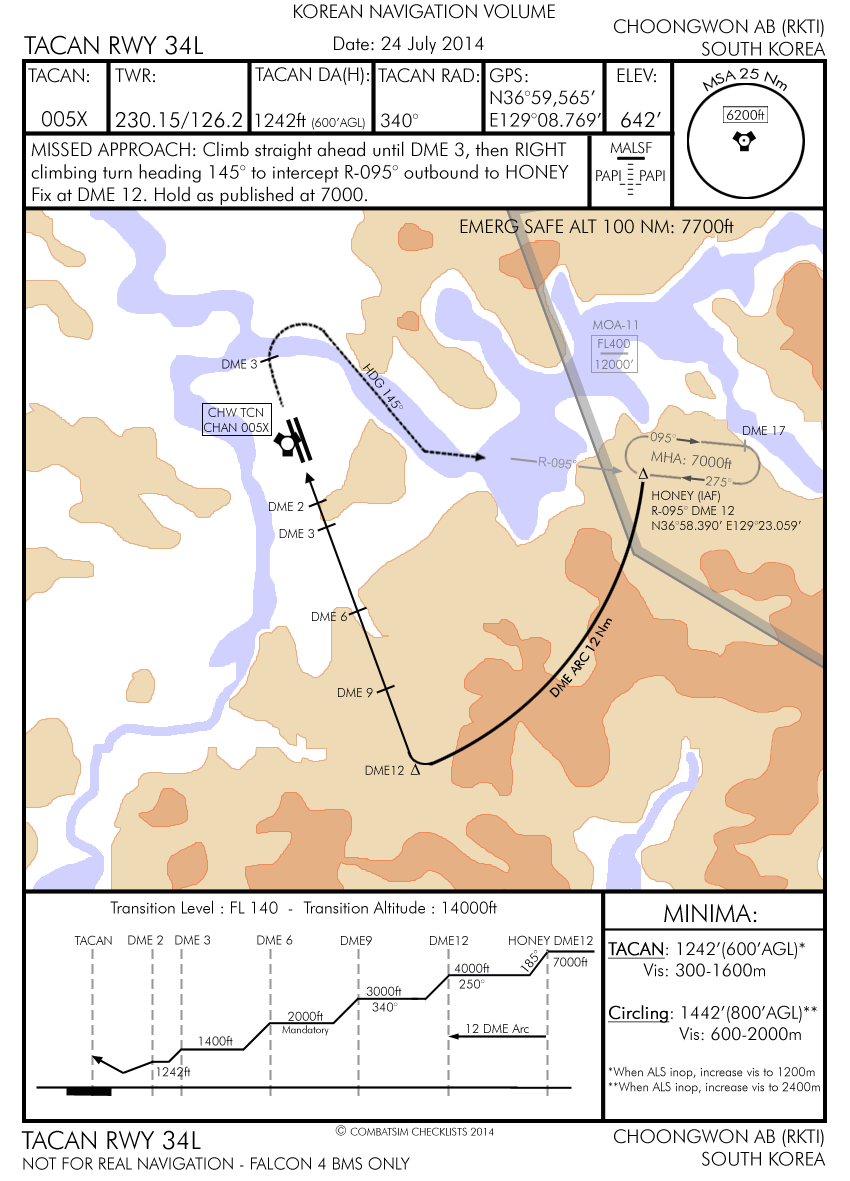 KOREAN NAVIGATION VOLUME
TACAN RWY 34L
Date: 24 July 2014
CHOONGWON AB (RKTI)
SOUTH KOREA
TACAN:
005X
TWR:
230.15/126.2
TACAN DA(H):
1242ft (600'AGL)
TACAN RAD:
340°
GPS:
N36°59,565'
E129°08.769'
ELEV:
642'
MSA 25 Nm
6200ft
MISSED APPROACH: Climb straight ahead until DME 3, then RIGHT
climbing turn heading 145° to intercept R-095° outbound to HONEY
Fix at DME 12. Hold as published at 7000.
MALSF
PAPI PAPI
EMERG SAFE ALT 100 NM: 7700ft
MOA-11
FL400
12000'
DME 3
HDG 145°
CHW TCN
CHAN 005X
095°
DME 17
MHA: 7000ft
R-095°
275°
HONEY (IAF)
R-095° DME 12
N36°58.390' E129°23.059'
DME 2
DME 3
DME 6
DME ARC 12 Nm
DME 9
DME12
Transition Level : FL 140 - Transition Altitude : 14000ft
TACAN DME 2 DME 3 DME 6 DME9 DME12 HONEY DME12
185°
7000ft
4000ft
250°
3000ft
340°
2000ft
Mandatory
12 DME Arc
1400ft
1242ft
MINIMA:
TACAN: 1242'(600'AGL)*
Vis: 300-1600m
Circling: 1442'(800'AGL)**
Vis: 600-2000m
*When ALS inop, increase vis to 1200m
**When ALS inop, increase vis to 2400m
TACAN RWY 34L
© COMBATSIM CHECKLISTS 2014
CHOONGWON AB (RKTI)
NOT FOR REAL NAVIGATION - FALCON 4 BMS ONLY
SOUTH KOREA